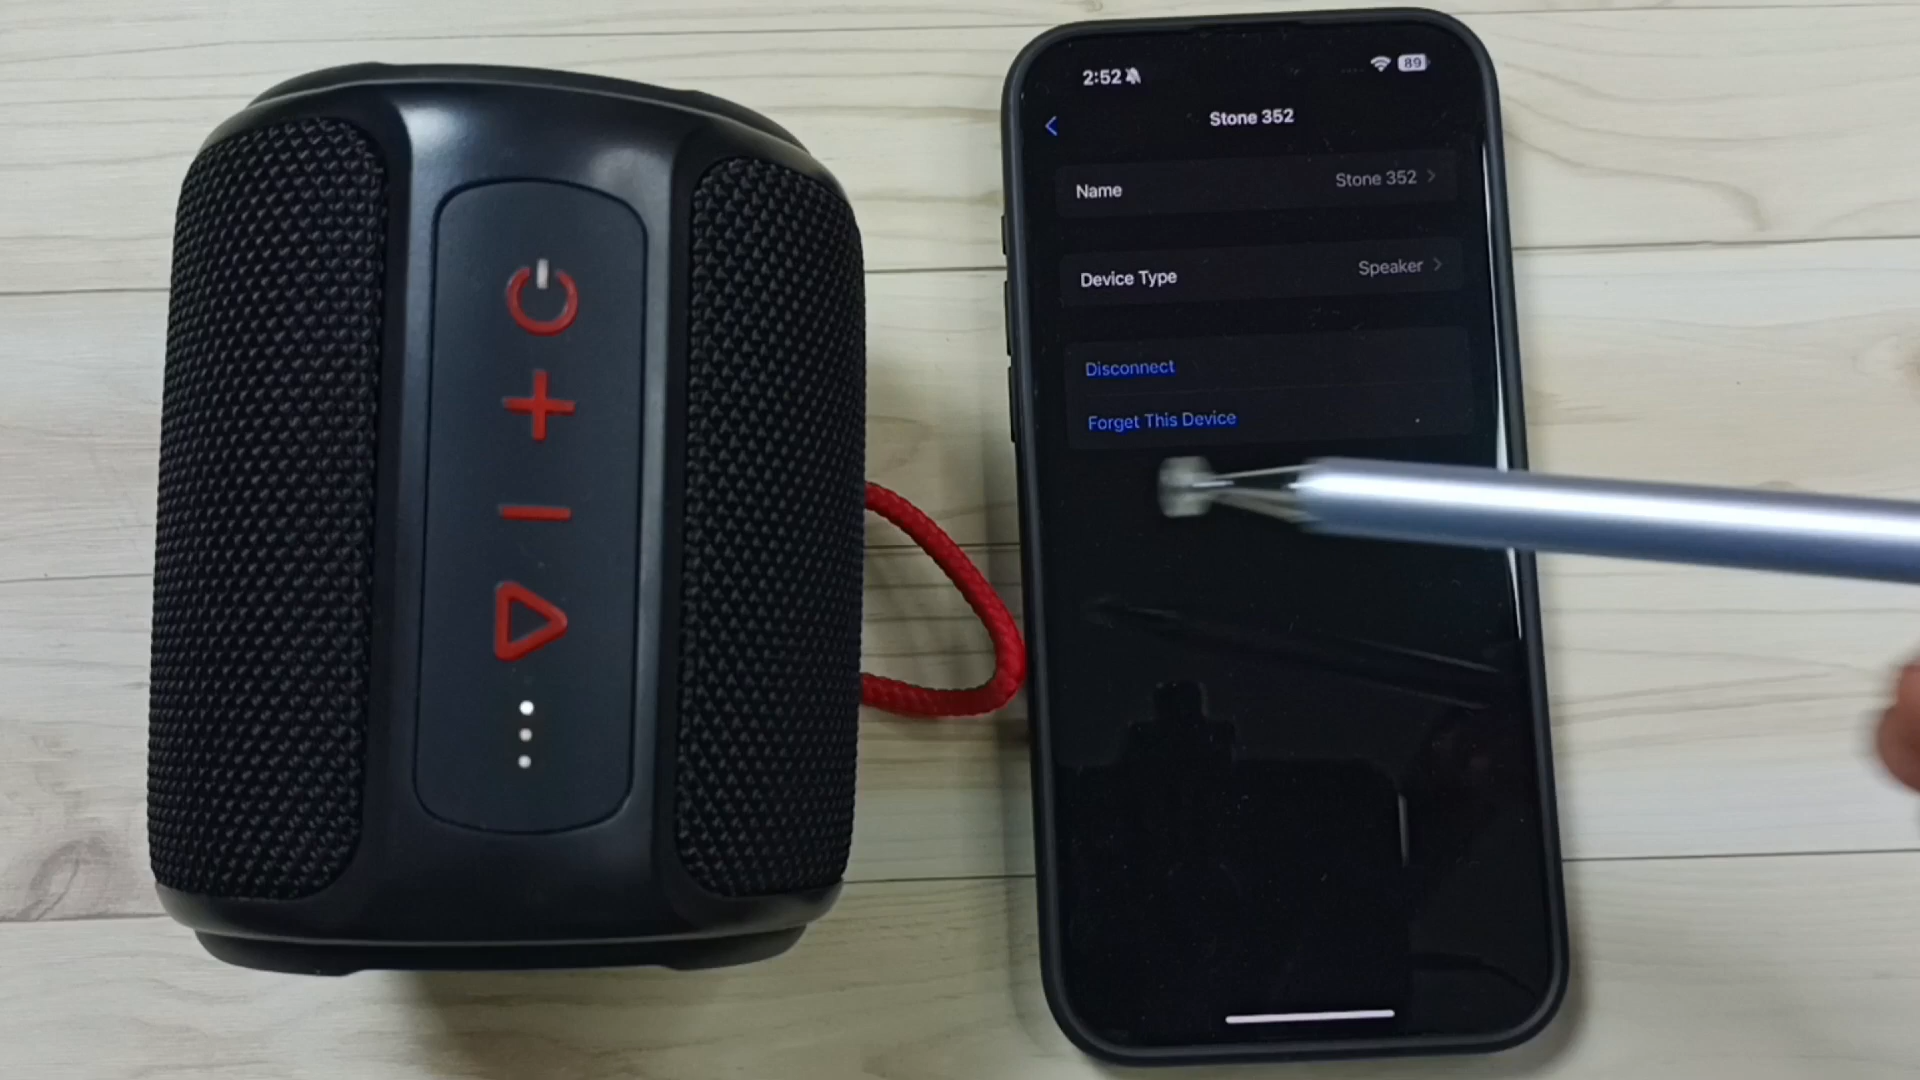 2:52
89
Stone 352
Name Stone 352
Device Type Speaker
Disconnect
Forget This Device